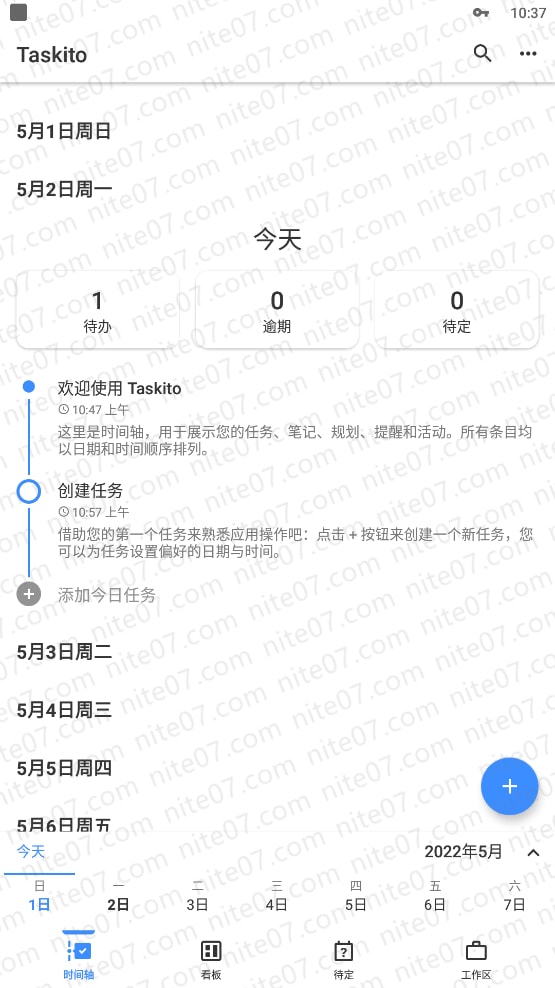 10:37
Taskito
5月1日周日
5月2日周一
今天
1
待办
0
逾期
0
待定
欢迎使用 Taskito
10:47 上午
这里是时间轴，用于展示您的任务、笔记、规划、提醒和活动。所有条目均
以日期和时间顺序排列。
创建任务
10:57 上午
借助您的第一个任务来熟悉应用操作吧：点击 + 按钮来创建一个新任务，您
可以为任务设置偏好的日期与时间。
添加今日任务
5月3日周二
5月4日周三
5月5日周四
5月6日周五
今天
2022年5月
日 一 二 三 四 五 六
1日 2日 3日 4日 5日 6日 7日
时间轴 看板 待定 工作区
nite07.com